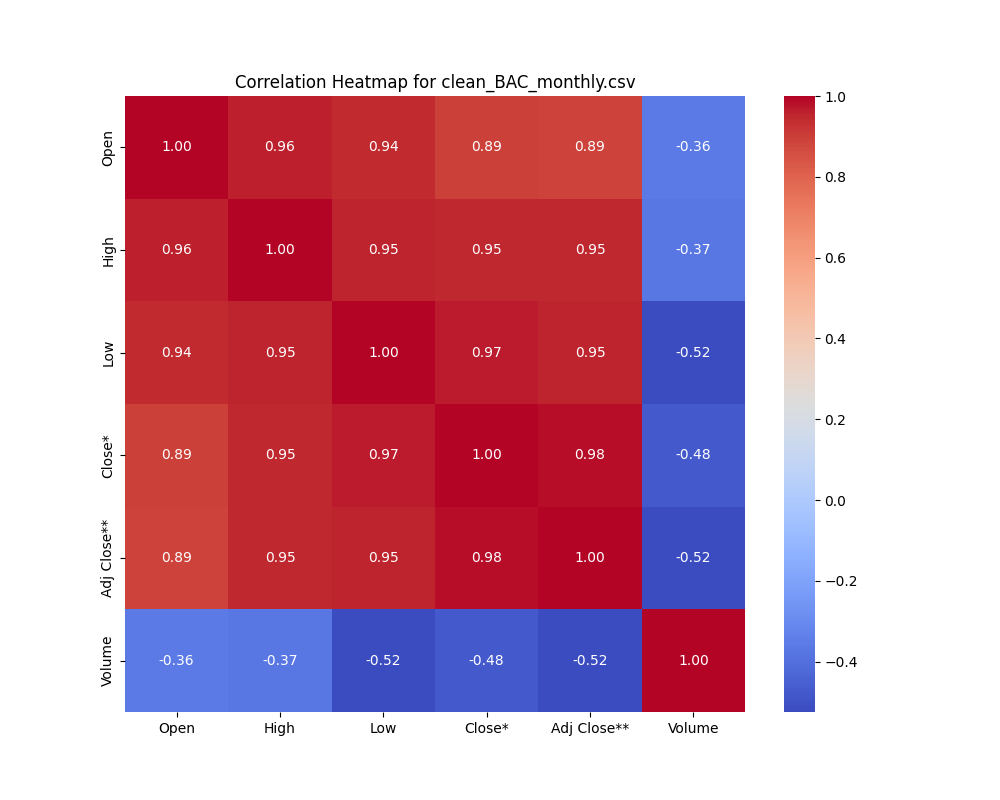 Correlation Heatmap for clean_BAC_monthly.csv
Open 1.00 0.96 0.94 0.89 0.89 -0.36
High 0.96 1.00 0.95 0.95 0.95 -0.37
Low 0.94 0.95 1.00 0.97 0.95 -0.52
Close* 0.89 0.95 0.97 1.00 0.98 -0.48
Adj Close** 0.89 0.95 0.95 0.98 1.00 -0.52
Volume -0.36 -0.37 -0.52 -0.48 -0.52 1.00
Open High Low Close* Adj Close** Volume
1.0
0.8
0.6
0.4
0.2
0.0
−0.2
−0.4